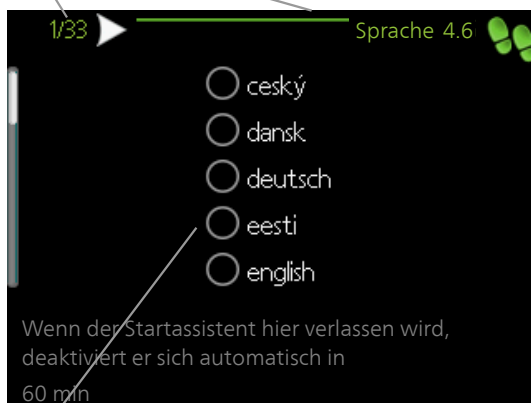 1/33 Sprache 4.6
ceský
dansk
deutsch
eesti
english
Wenn der Startassistent hier verlassen wird,
deaktiviert er sich automatisch in
60 min